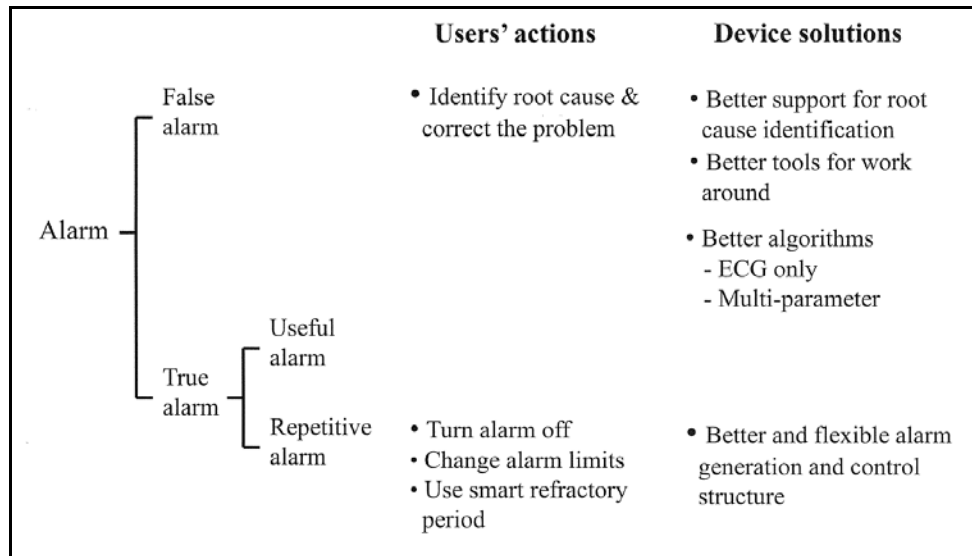 Users’ actions
Device solutions
False
alarm
• Identify root cause &
correct the problem
• Better support for root
cause identification
• Better tools for work
around
• Better algorithms
- ECG only
- Multi-parameter
Alarm
True
alarm
Useful
alarm
Repetitive
alarm
• Turn alarm off
• Change alarm limits
• Use smart refractory
period
• Better and flexible alarm
generation and control
structure